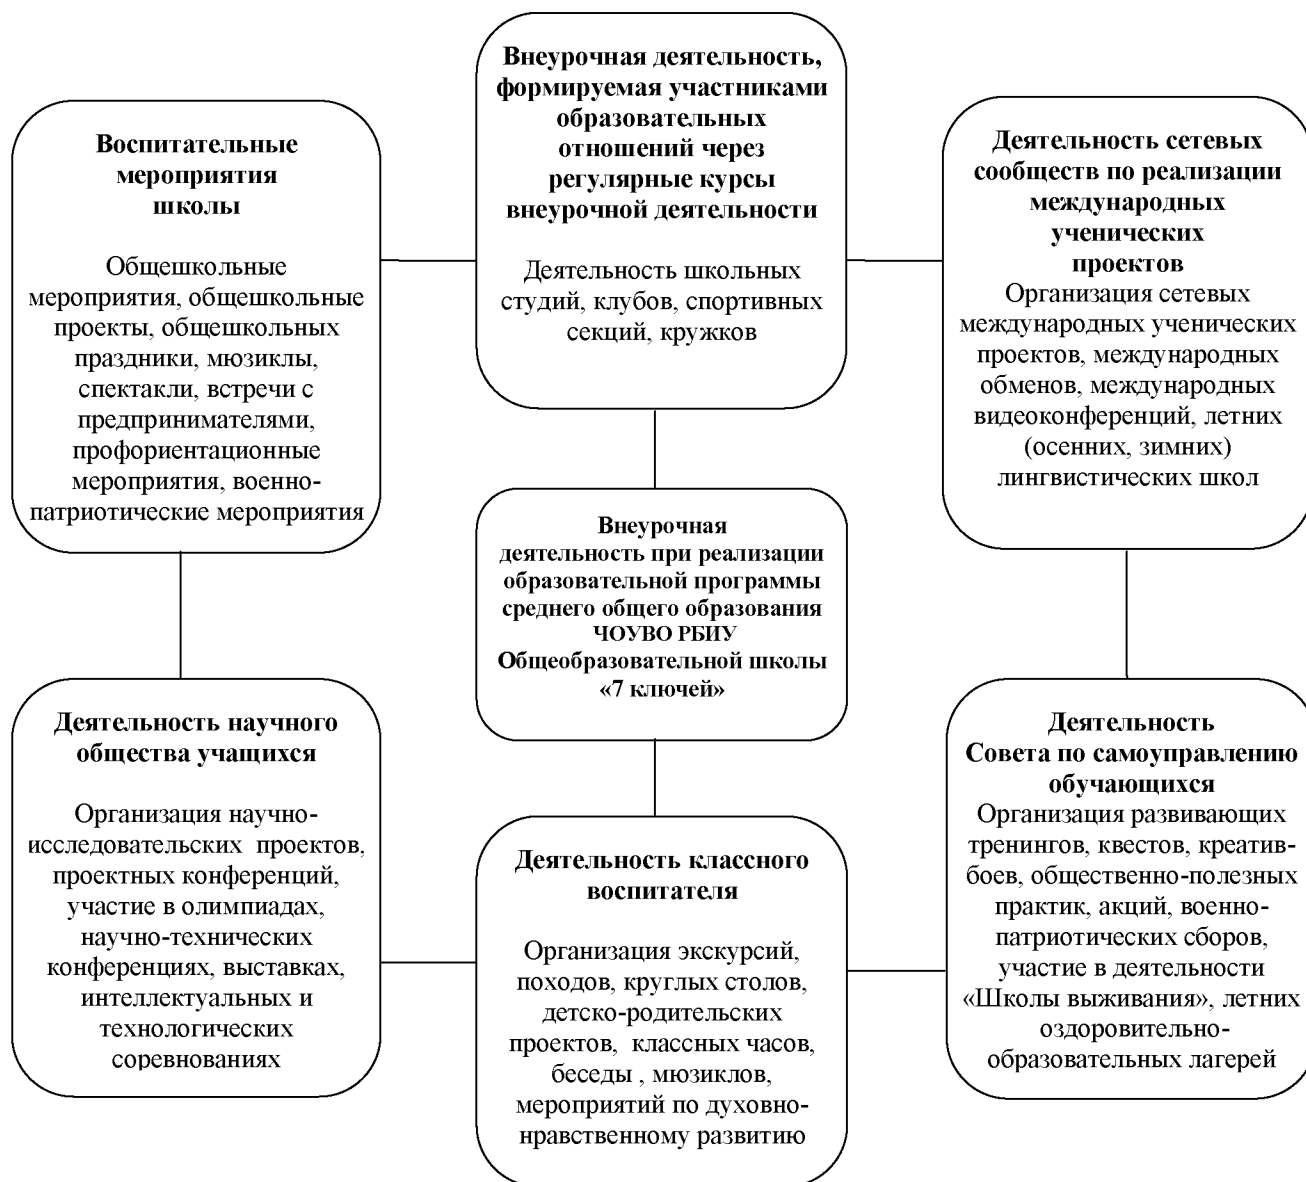 Воспитательные
мероприятия
школы
Общешкольные
мероприятия, общешкольные
проекты, общешкольных
праздники, мюзиклы,
спектакли, встречи с
предпринимателями,
профориентационные
мероприятия, военно-
патриотические мероприятия
Внеурочная деятельность,
формируемая участниками
образовательных
отношений через
регулярные курсы
внеурочной деятельности
Деятельность школьных
студий, клубов, спортивных
секций, кружков
Деятельность сетевых
сообществ по реализации
международных
ученических
проектов
Организация сетевых
международных ученических
проектов, международных
обменов, международных
видеоконференций, летних
(осенних, зимних)
лингвистических школ
Внеурочная
деятельность при реализации
образовательной программы
среднего общего образования
ЧОУВО РБИУ
Общеобразовательной школы
«7 ключей»
Деятельность научного
общества учащихся
Организация научно-
исследовательских проектов,
проектных конференций,
участие в олимпиадах,
научно-технических
конференциях, выставках,
интеллектуальных и
технологических
соревнованиях
Деятельность классного
воспитателя
Организация экскурсий,
походов, круглых столов,
детско-родительских
проектов, классных часов,
беседы , мюзиклов,
мероприятий по духовно-
нравственному развитию
Деятельность
Совета по самоуправлению
обучающихся
Организация развивающих
тренингов, квестов, креатив-
боев, общественно-полезных
практик, акций, военно-
патриотических сборов,
участие в деятельности
«Школы выживания», летних
оздоровительно-
образовательных лагерей